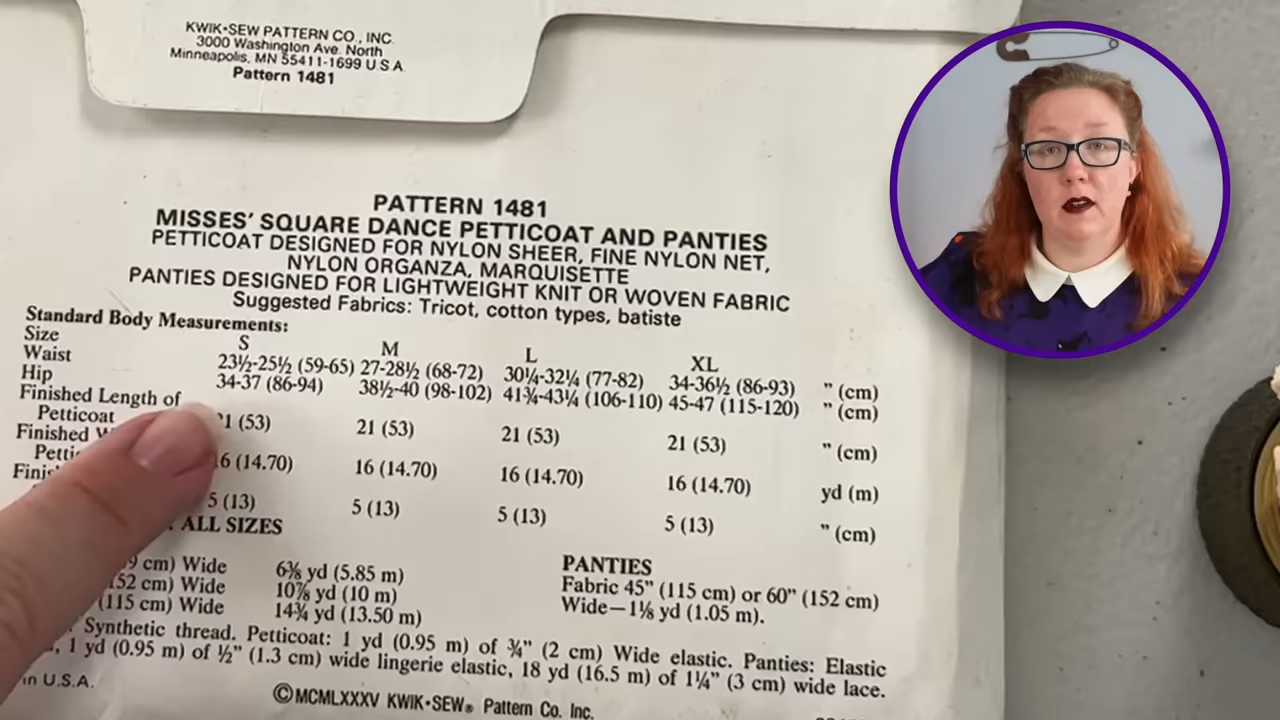 KWIK•SEW PATTERN CO., INC.
3000 Washington Ave. North
Minneapolis, MN 55411-1699 U S A
Pattern 1481
PATTERN 1481
MISSES' SQUARE DANCE PETTICOAT AND PANTIES
PETTICOAT DESIGNED FOR NYLON SHEER, FINE NYLON NET,
NYLON ORGANZA, MARQUISETTE
PANTIES DESIGNED FOR LIGHTWEIGHT KNIT OR WOVEN FABRIC
Suggested Fabrics: Tricot, cotton types, batiste
Standard Body Measurements:
Size S M L XL
Waist 23½-25½ (59-65) 27-28½ (68-72) 30¼-32¼ (77-82) 34-36½ (86-93) " (cm)
Hip 34-37 (86-94) 38½-40 (98-102) 41¾-43¼ (106-110) 45-47 (115-120) " (cm)
Finished Length of
Petticoat (53) 21 (53) 21 (53) 21 (53) " (cm)
Finished
(14.70) 16 (14.70) 16 (14.70) 16 (14.70) yd (m)
5 (13) 5 (13) 5 (13) 5 (13) " (cm)
ALL SIZES
cm) Wide 6⅜ yd (5.85 m)
cm) Wide 10⅞ yd (10 m)
(115 cm) Wide 14¾ yd (13.50 m)
PANTIES
Fabric 45" (115 cm) or 60" (152 cm)
Wide—1⅛ yd (1.05 m).
Synthetic thread. Petticoat: 1 yd (0.95 m) of ¾" (2 cm) Wide elastic. Panties: Elastic
1 yd (0.95 m) of ½" (1.3 cm) wide lingerie elastic, 18 yd (16.5 m) of 1¼" (3 cm) wide lace.
in U.S.A.
©MCMLXXXV KWIK•SEW® Pattern Co. Inc.